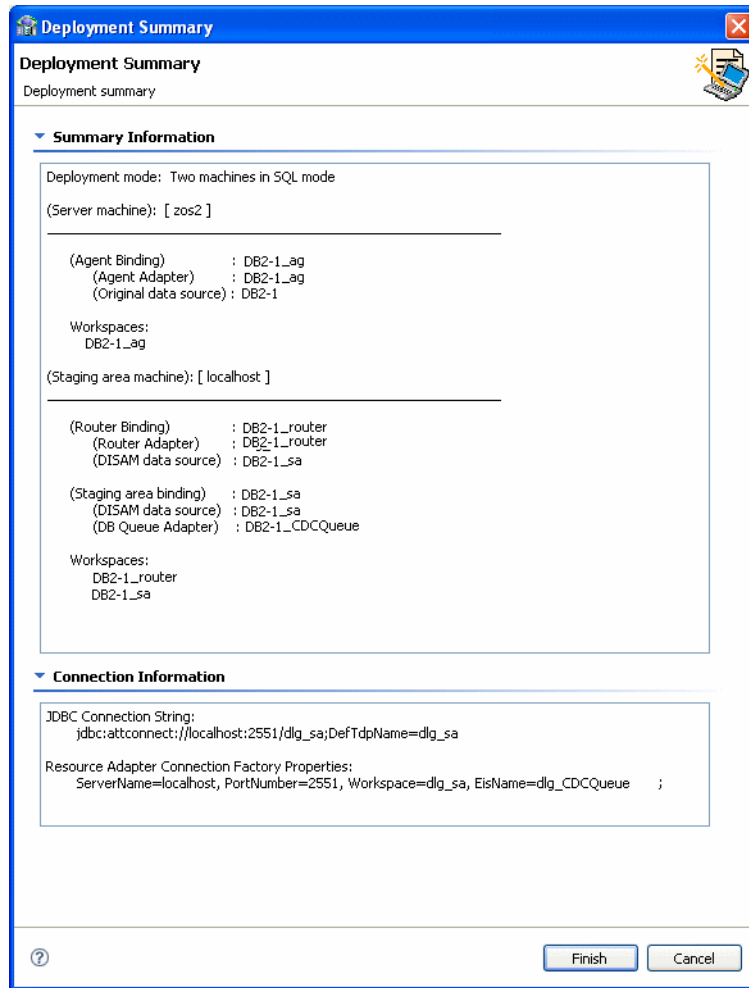 Deployment Summary
Deployment Summary
Deployment summary
Summary Information
Deployment mode: Two machines in SQL mode
(Server machine): [ zos2 ]
(Agent Binding) : DB2-1_ag
(Agent Adapter) : DB2-1_ag
(Original data source) : DB2-1
Workspaces:
DB2-1_ag
(Staging area machine): [ localhost ]
(Router Binding) : DB2-1_router
(Router Adapter) : DB2-1_router
(DISAM data source) : DB2-1_sa
(Staging area binding) : DB2-1_sa
(DISAM data source) : DB2-1_sa
(DB Queue Adapter) : DB2-1_CDCQueue
Workspaces:
DB2-1_router
DB2-1_sa
Connection Information
JDBC Connection String:
jdbc:attconnect://localhost:2551/dlg_sa;DefTdpName=dlg_sa
Resource Adapter Connection Factory Properties:
ServerName=localhost, PortNumber=2551, Workspace=dlg_sa, EisName=dlg_CDCQueue ;
Finish Cancel